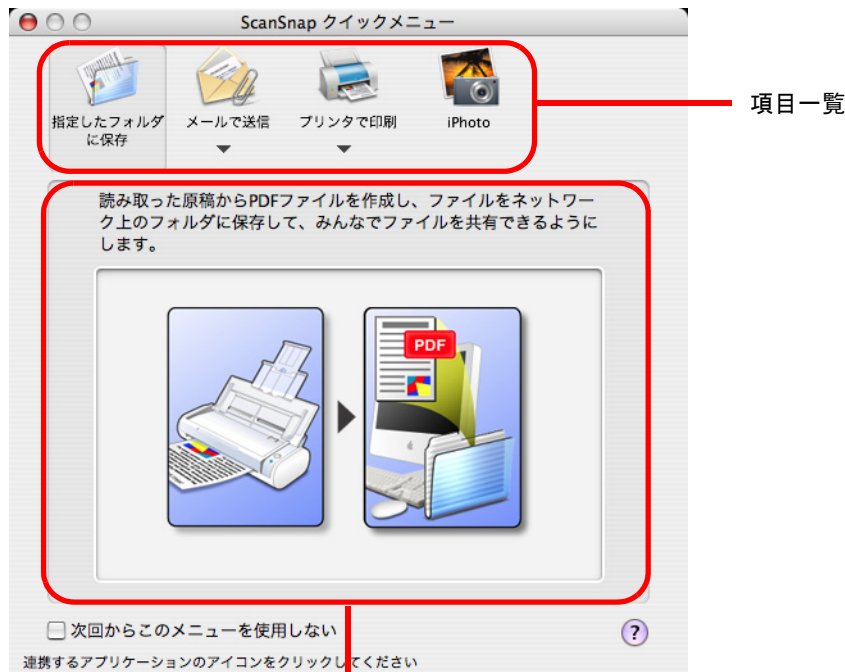 ScanSnap クイックメニュー
指定したフォルダ
に保存
メールで送信
プリンタで印刷
iPhoto
項目一覧
読み取った原稿からPDFファイルを作成し、ファイルをネットワー
ク上のフォルダに保存して、みんなでファイルを共有できるように
します。
PDF
次回からこのメニューを使用しない
?
連携するアプリケーションのアイコンをクリックしてください